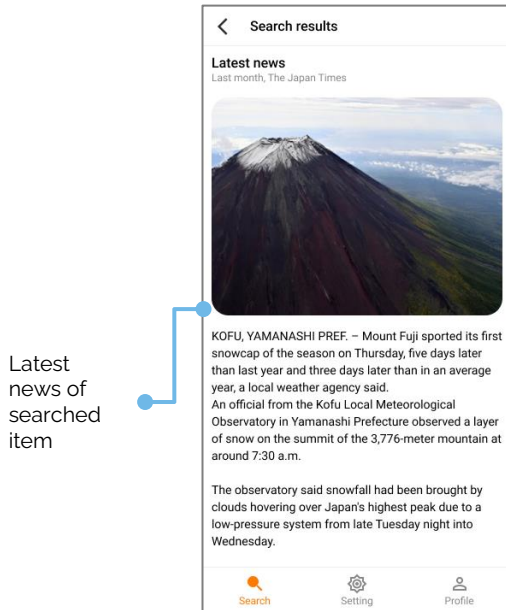 Search results
Latest news
Last month, The Japan Times
KOFU, YAMANASHI PREF. – Mount Fuji sported its first
snowcap of the season on Thursday, five days later
than last year and three days later than in an average
year, a local weather agency said.
An official from the Kofu Local Meteorological
Observatory in Yamanashi Prefecture observed a layer
of snow on the summit of the 3,776-meter mountain at
around 7:30 a.m.
The observatory said snowfall had been brought by
clouds hovering over Japan's highest peak due to a
low-pressure system from late Tuesday night into
Wednesday.
Search
Setting
Profile
Latest
news of
searched
item